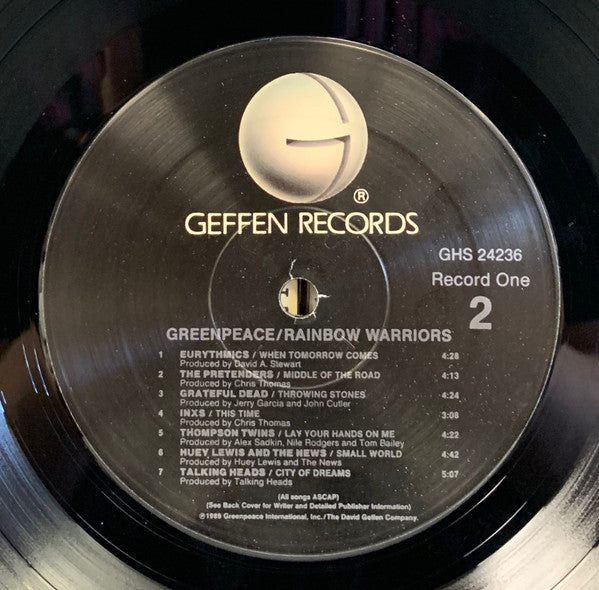 G
®
GEFFEN RECORDS
GHS 24236
Record One
2
GREENPEACE/RAINBOW WARRIORS
1 EURYTHMICS / WHEN TOMORROW COMES 4:28
Produced by David A. Stewart
2 THE PRETENDERS / MIDDLE OF THE ROAD 4:13
Produced by Chris Thomas
3 GRATEFUL DEAD / THROWING STONES 4:24
Produced by Jerry Garcia and John Cutler
4 INXS / THIS TIME 3:08
Produced by Chris Thomas
5 THOMPSON TWINS / LAY YOUR HANDS ON ME 4:22
Produced by Alex Sadkin, Nile Rodgers and Tom Bailey
6 HUEY LEWIS AND THE NEWS / SMALL WORLD 4:42
Produced by Huey Lewis and The News
7 TALKING HEADS / CITY OF DREAMS 5:07
Produced by Talking Heads
(All songs ASCAP)
(See Back Cover for Writer and Detailed Publisher Information)
℗1989 Greenpeace International, Inc./The David Geffen Company.